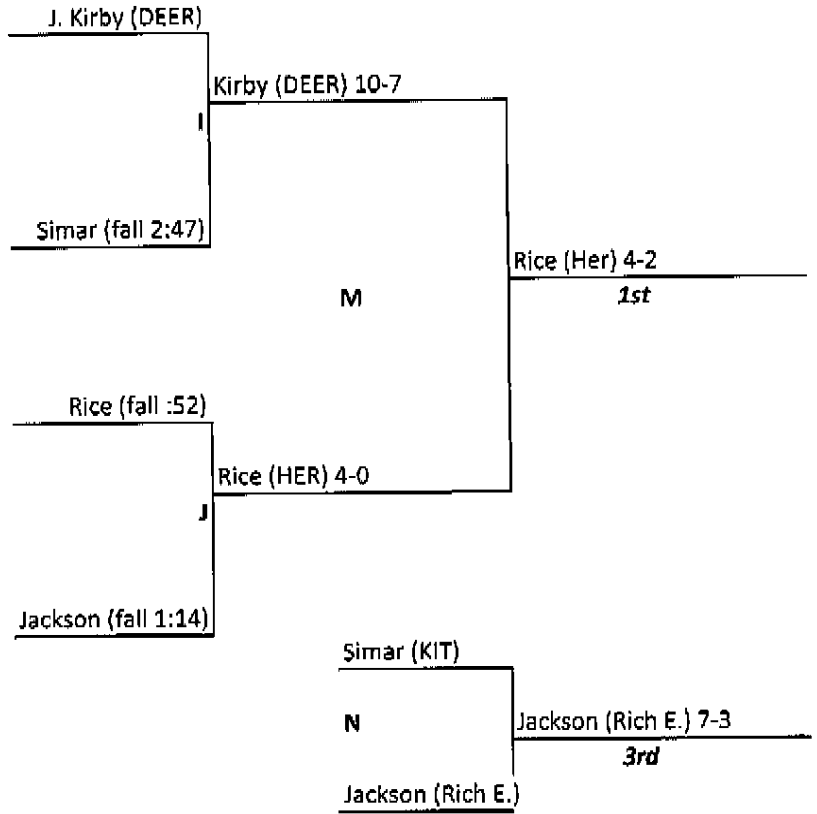 J. Kirby (DEER)
Kirby (DEER) 10-7
I
Simar (fall 2:47)
Rice (Her) 4-2
1st
M
Rice (fall :52)
Rice (HER) 4-0
J
Jackson (fall 1:14)
Simar (KIT)
N
Jackson (Rich E.) 7-3
3rd
Jackson (Rich E.)